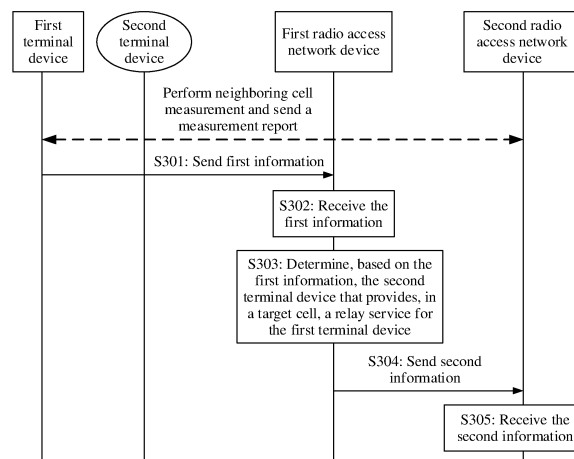 First
terminal
device
Second
terminal
device
First radio access
network device
Second radio
access network
device
Perform neighboring cell
measurement and send a
measurement report
S301: Send first information
S302: Receive the
first information
S303: Determine, based on the
first information, the second
terminal device that provides, in
a target cell, a relay service for
the first terminal device
S304: Send second
information
S305: Receive the
second information